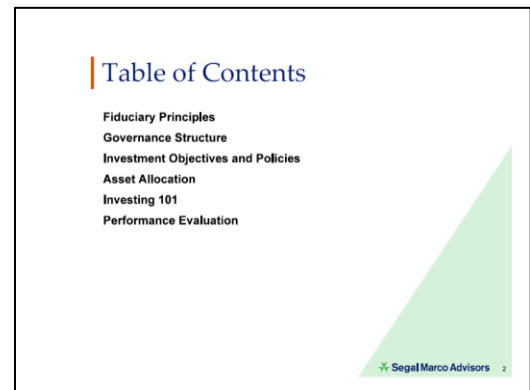 Table of Contents
Fiduciary Principles
Governance Structure
Investment Objectives and Policies
Asset Allocation
Investing 101
Performance Evaluation
Segal Marco Advisors 2